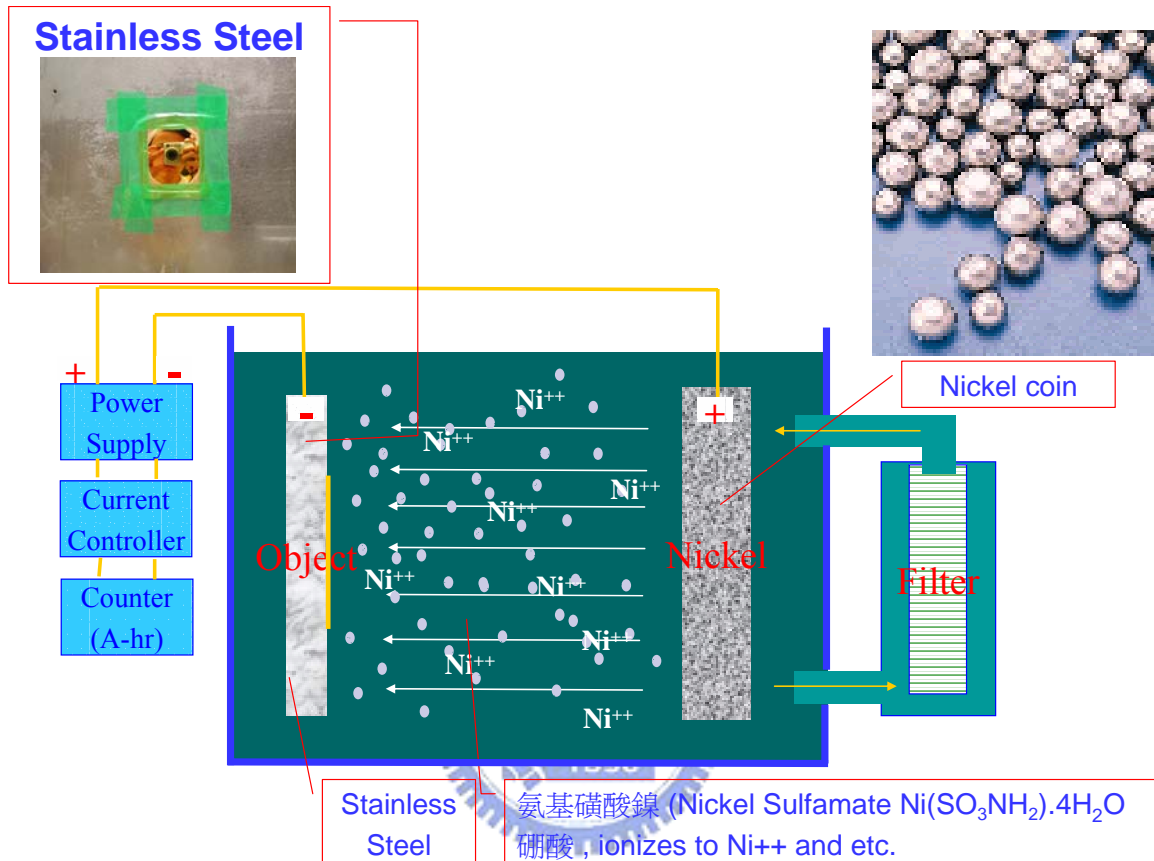 Stainless Steel
Nickel coin
+
-
Power
Supply
Current
Controller
Counter
(A-hr)
-
+
Ni⁺⁺
Ni⁺⁺
Ni⁺⁺
Ni⁺⁺
Object
Nickel
Filter
Ni⁺⁺
Ni⁺⁺
Ni⁺⁺
Ni⁺⁺
Ni⁺⁺
Stainless
Steel
氨基磺酸鎳 (Nickel Sulfamate Ni(SO₃NH₂).4H₂O
硼酸 , ionizes to Ni++ and etc.